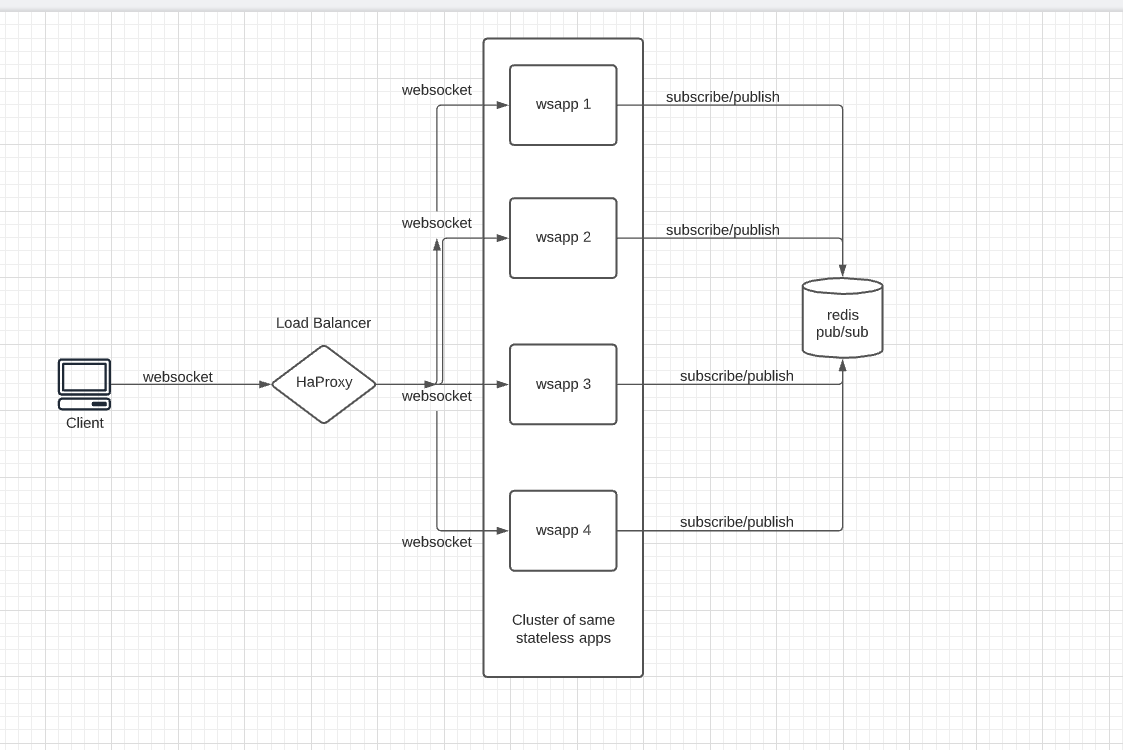 websocket
wsapp 1
subscribe/publish
websocket
wsapp 2
subscribe/publish
Load Balancer
redis
pub/sub
websocket
HaProxy
websocket
wsapp 3
subscribe/publish
Client
websocket
wsapp 4
subscribe/publish
Cluster of same
stateless apps